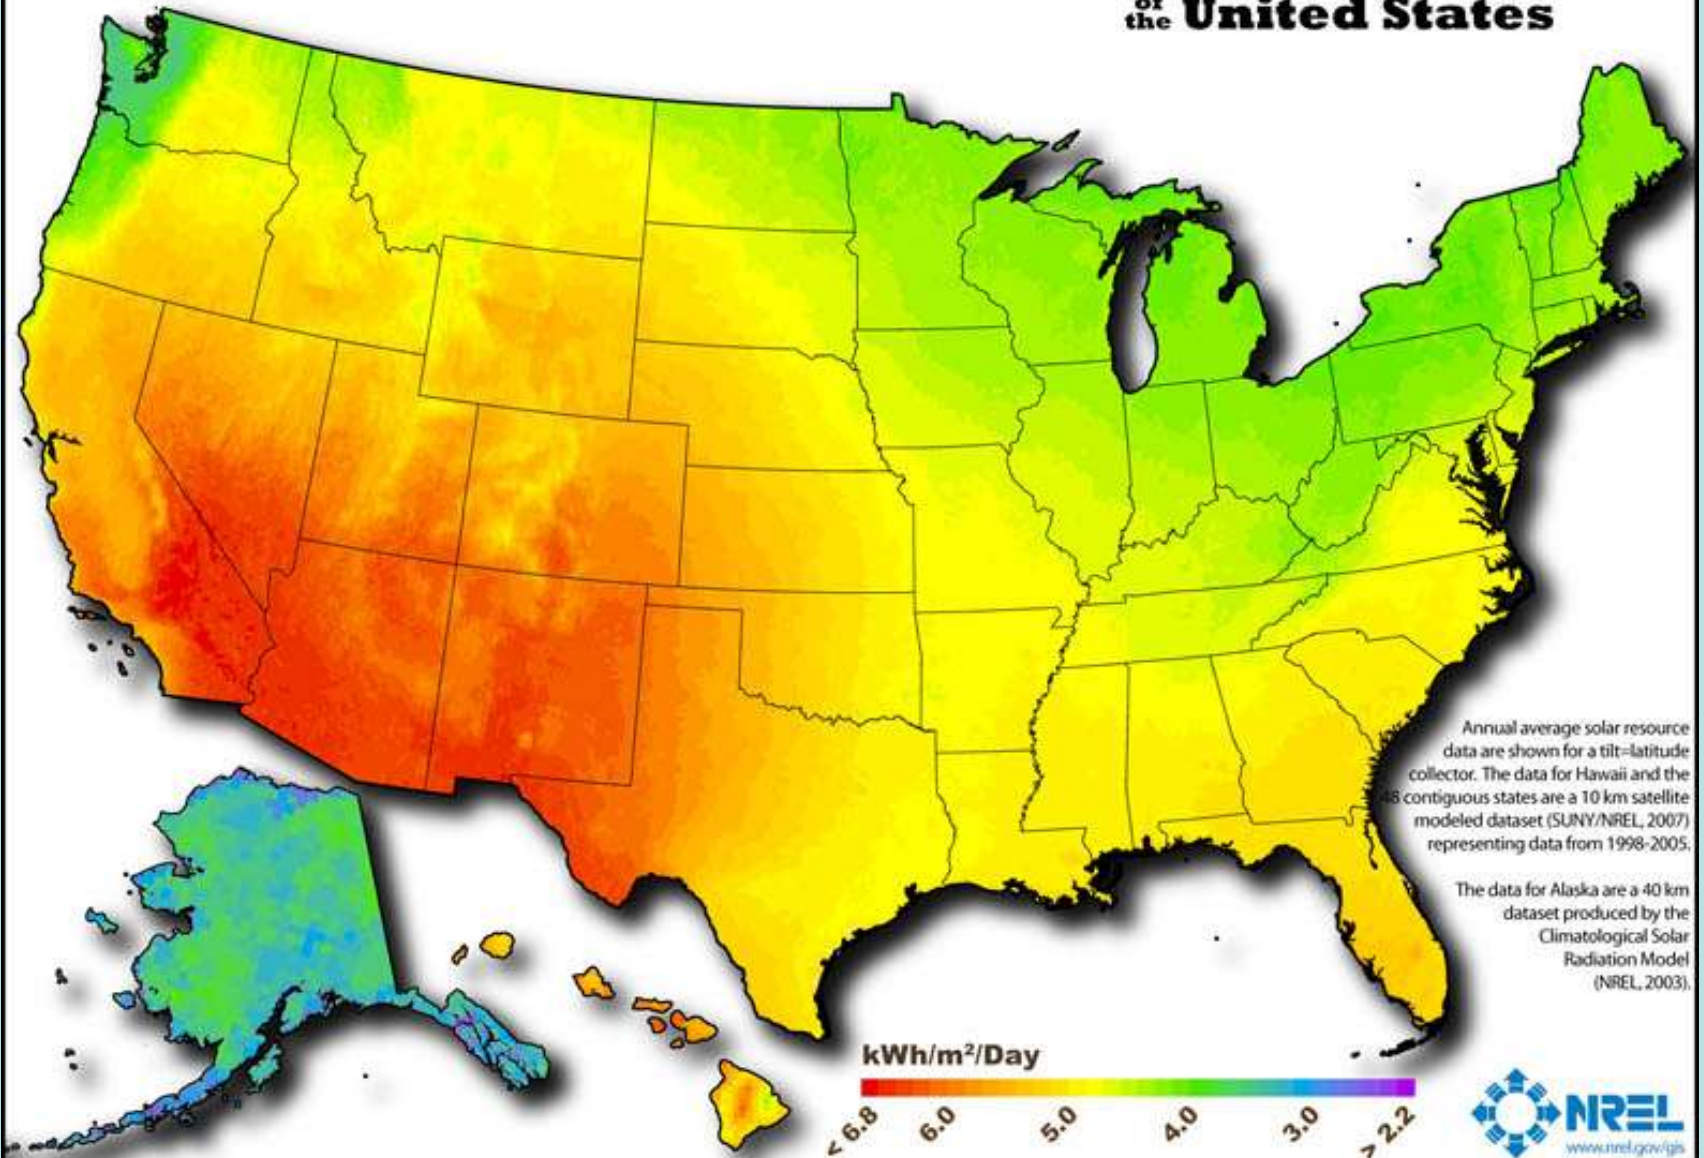 of
the United States
Annual average solar resource
data are shown for a tilt=latitude
collector. The data for Hawaii and the
48 contiguous states are a 10 km satellite
modeled dataset (SUNY/NREL, 2007)
representing data from 1998-2005.
The data for Alaska are a 40 km
dataset produced by the
Climatological Solar
Radiation Model
(NREL, 2003).
kWh/m²/Day
< 6.8 6.0 5.0 4.0 3.0 > 2.2
NREL
www.nrel.gov/gis